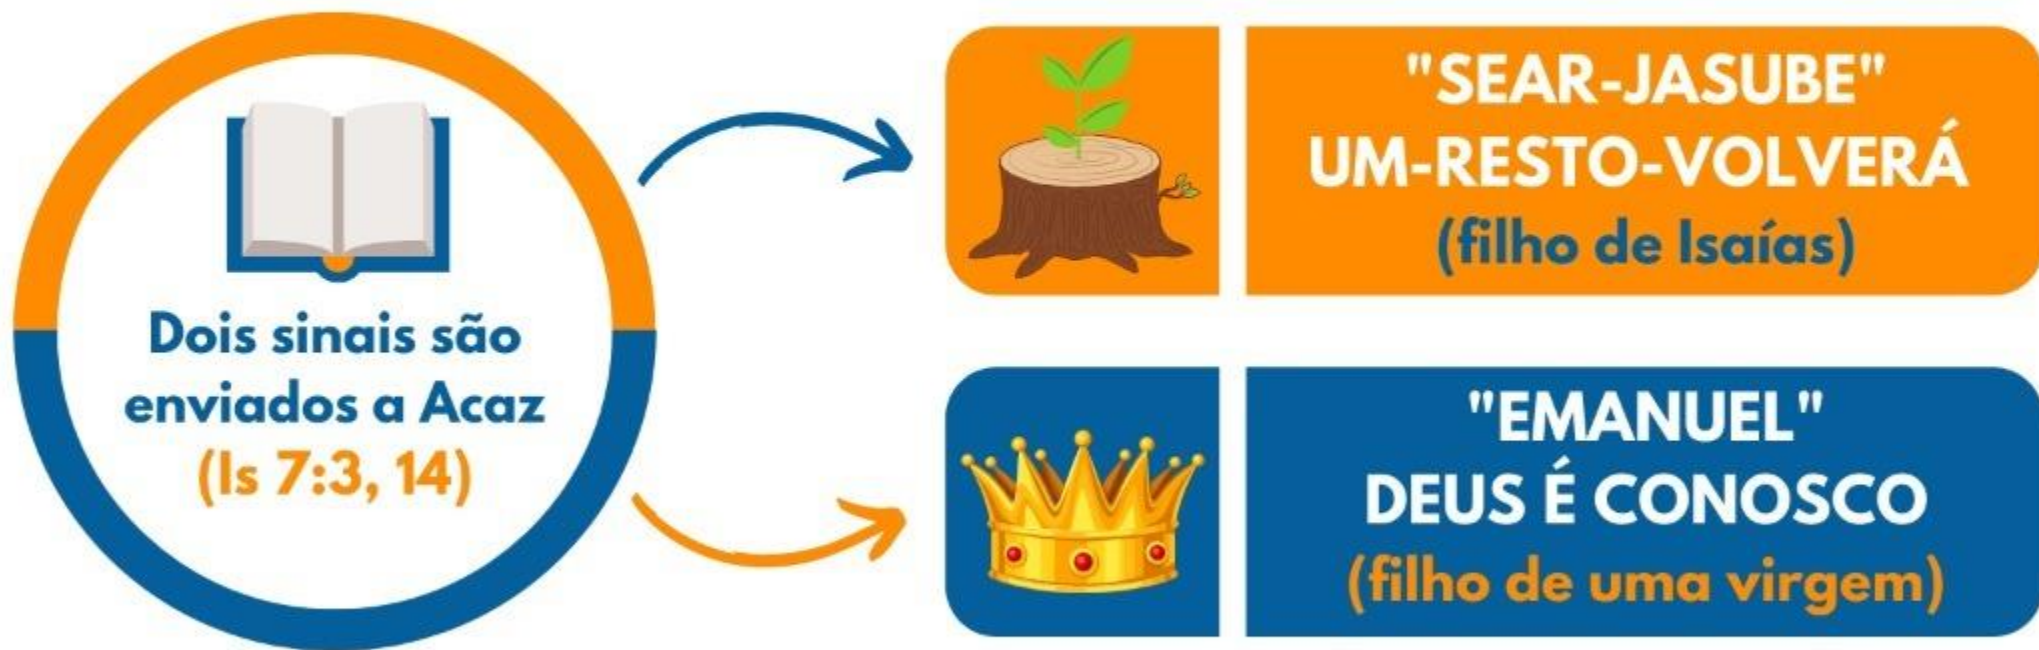 Dois sinais são
enviados a Acaz
(Is 7:3, 14)
"SEAR-JASUBE"
UM-RESTO-VOLVERÁ
(filho de Isaías)
"EMANUEL"
DEUS É CONOSCO
(filho de uma virgem)